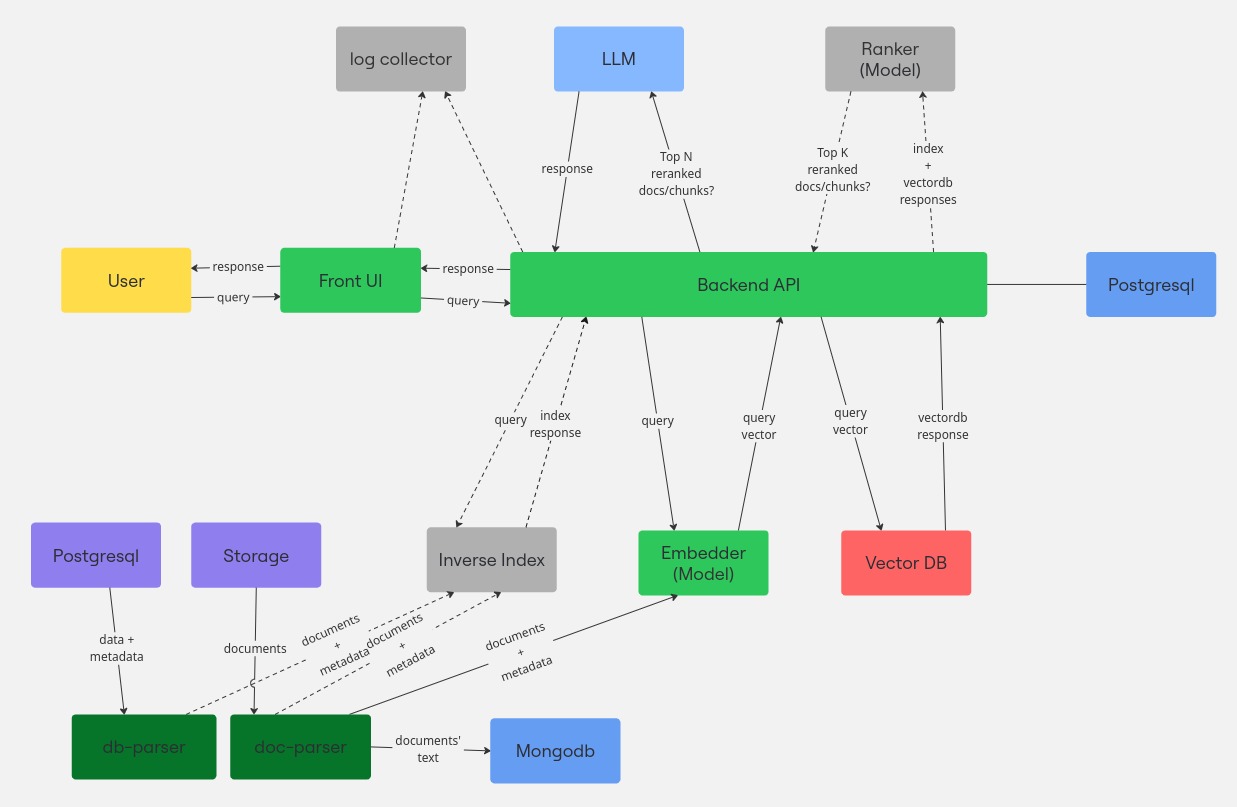 log collector
LLM
Ranker
(Model)
response
Top N
reranked
docs/chunks?
Top K
reranked
docs/chunks?
index
+
vectordb
responses
User
response
query
Front UI
response
query
Backend API
Postgresql
query
index
response
query
query
vector
query
vector
vectordb
response
Postgresql
Storage
Inverse Index
Embedder
(Model)
Vector DB
data +
metadata
documents
documents
+
metadata
documents
+
metadata
documents
+
metadata
db-parser
doc-parser
documents'
text
Mongodb